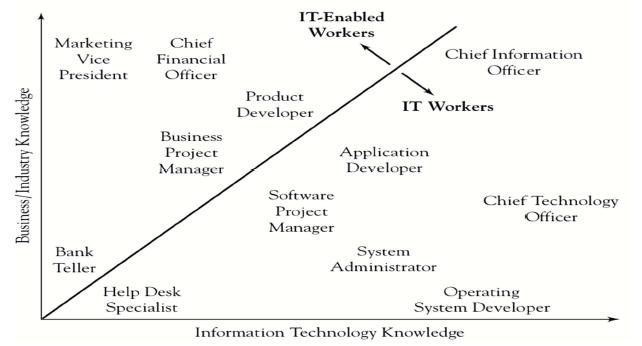 IT-Enabled
Workers
Marketing
Vice
President
Chief
Financial
Officer
Chief Information
Officer
Product
Developer
IT Workers
Business
Project
Manager
Application
Developer
Software
Project
Manager
Chief Technology
Officer
Bank
Teller
System
Administrator
Help Desk
Specialist
Operating
System Developer
Business/Industry Knowledge
Information Technology Knowledge